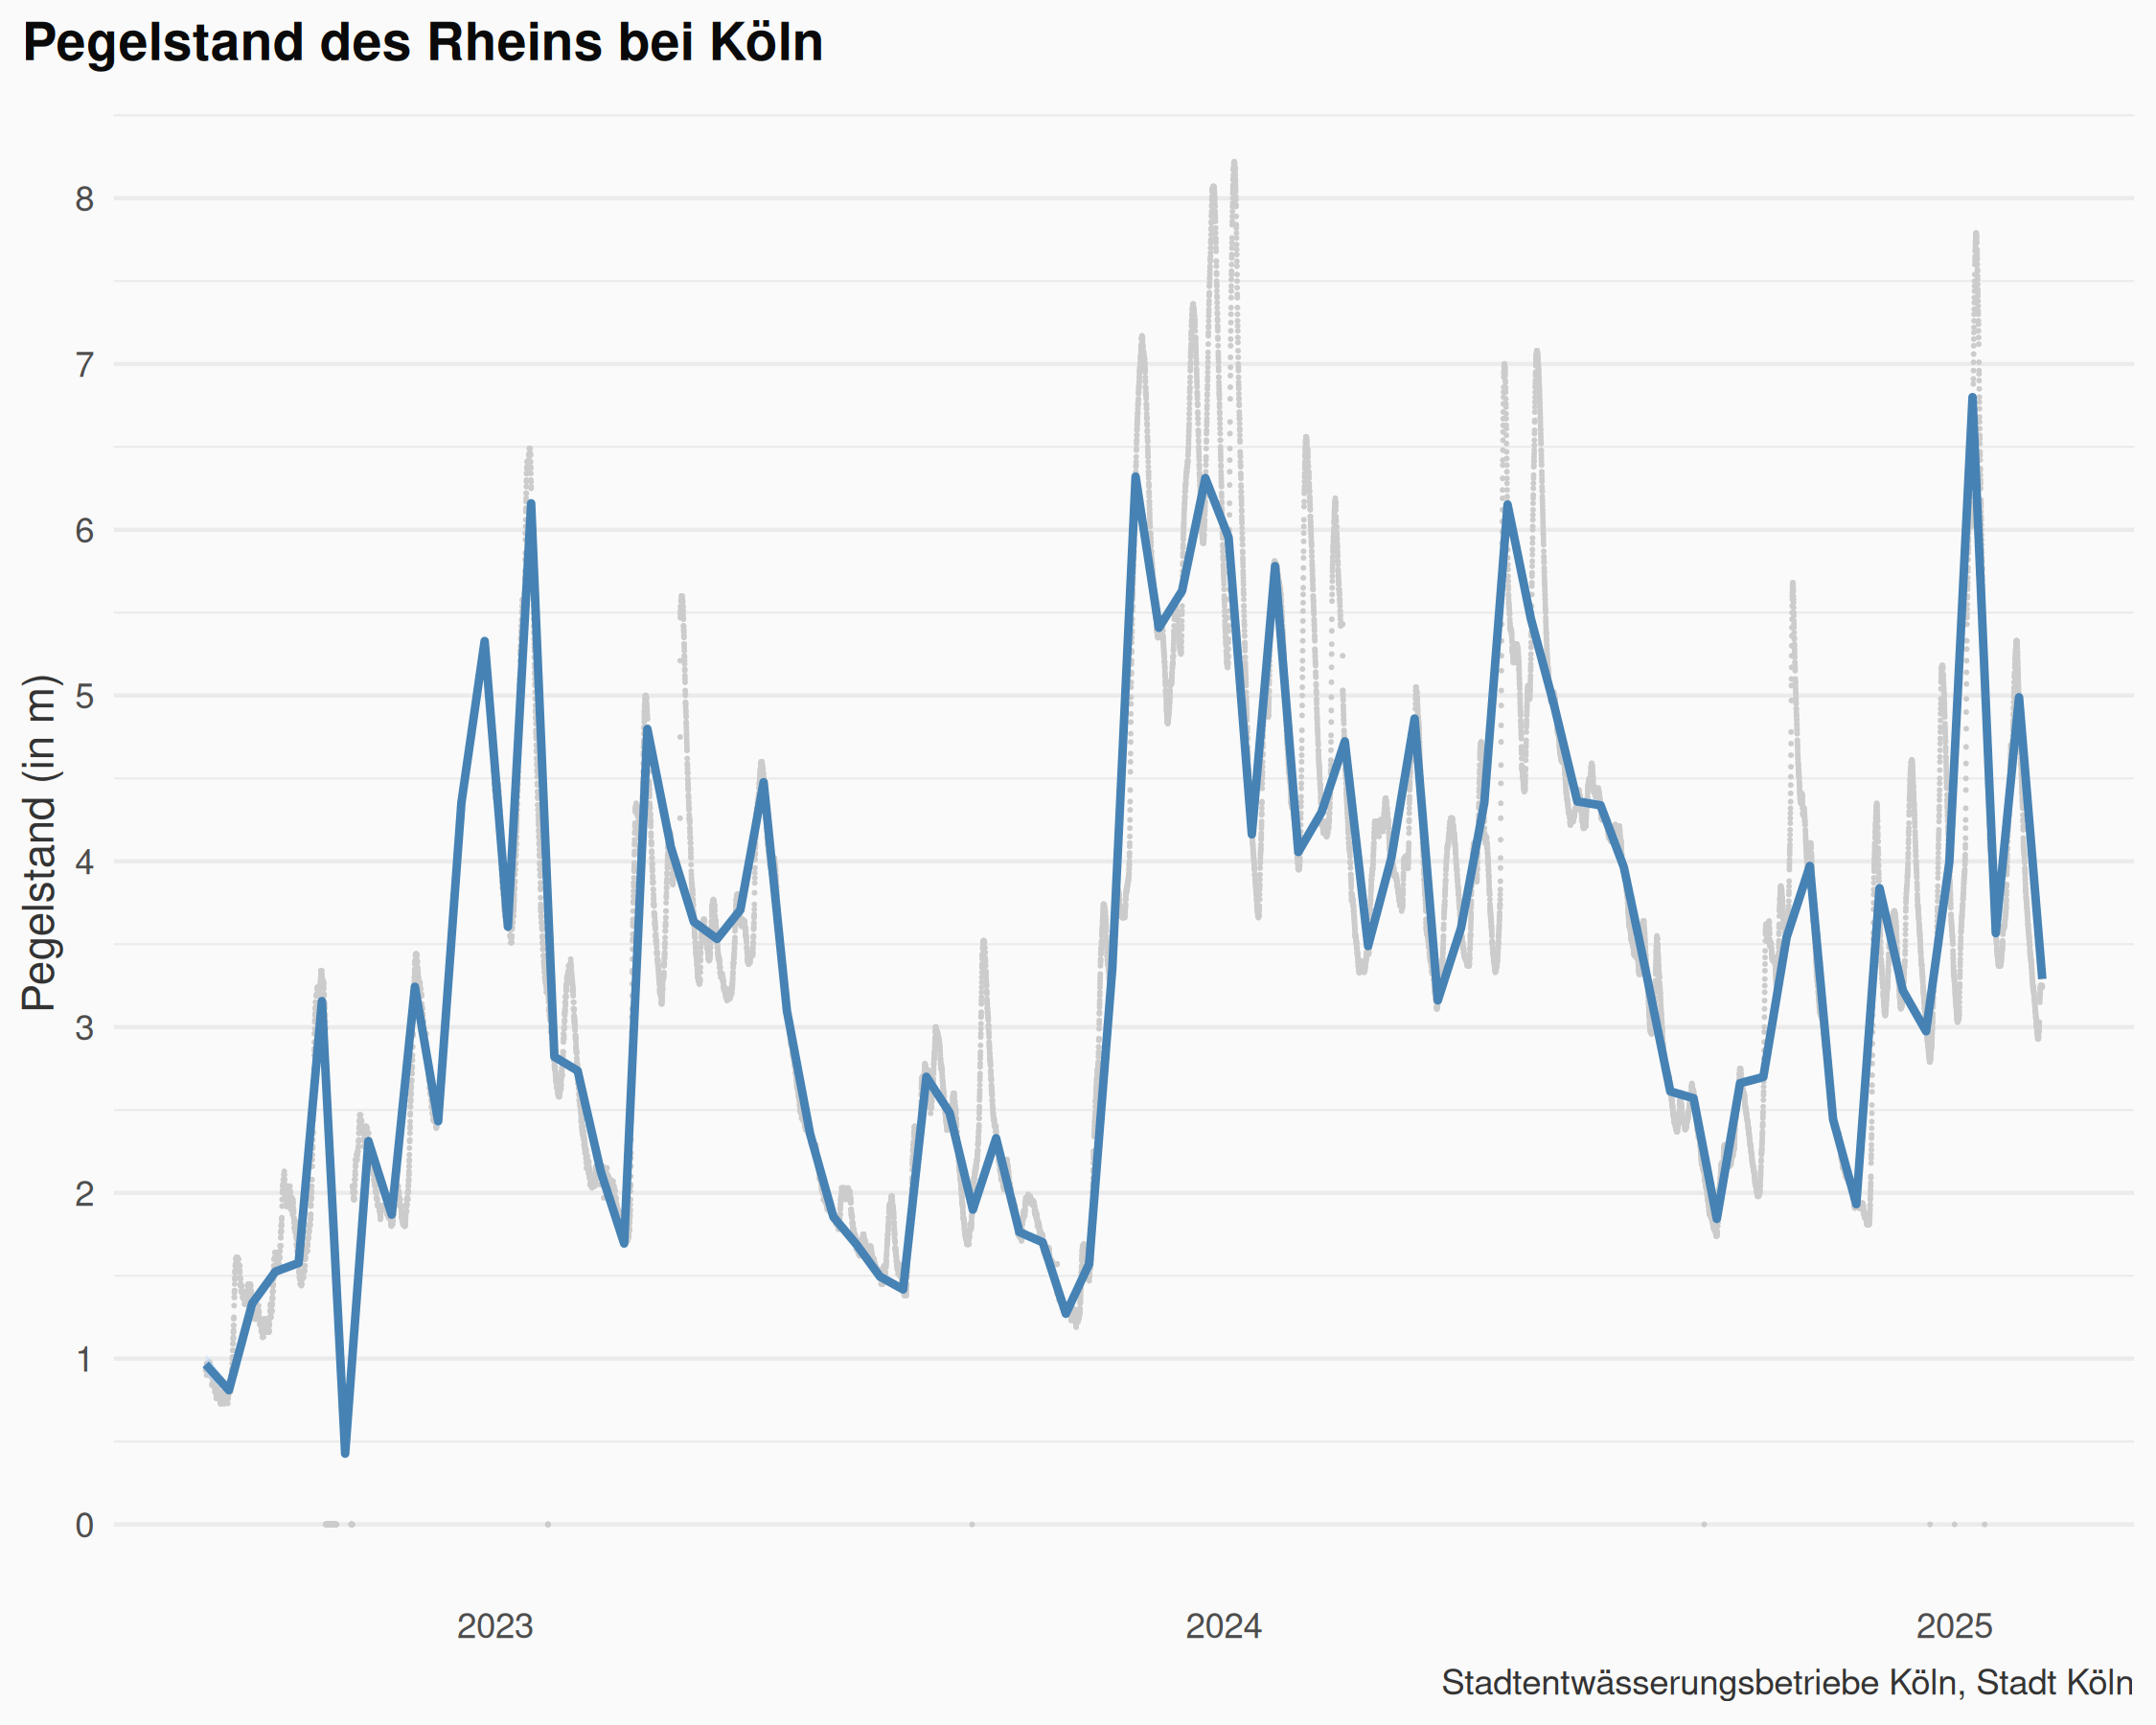 Pegelstand des Rheins bei Köln
Pegelstand (in m)
8
7
6
5
4
3
2
1
0
2023 2024 2025
Stadtentwässerungsbetriebe Köln, Stadt Köln